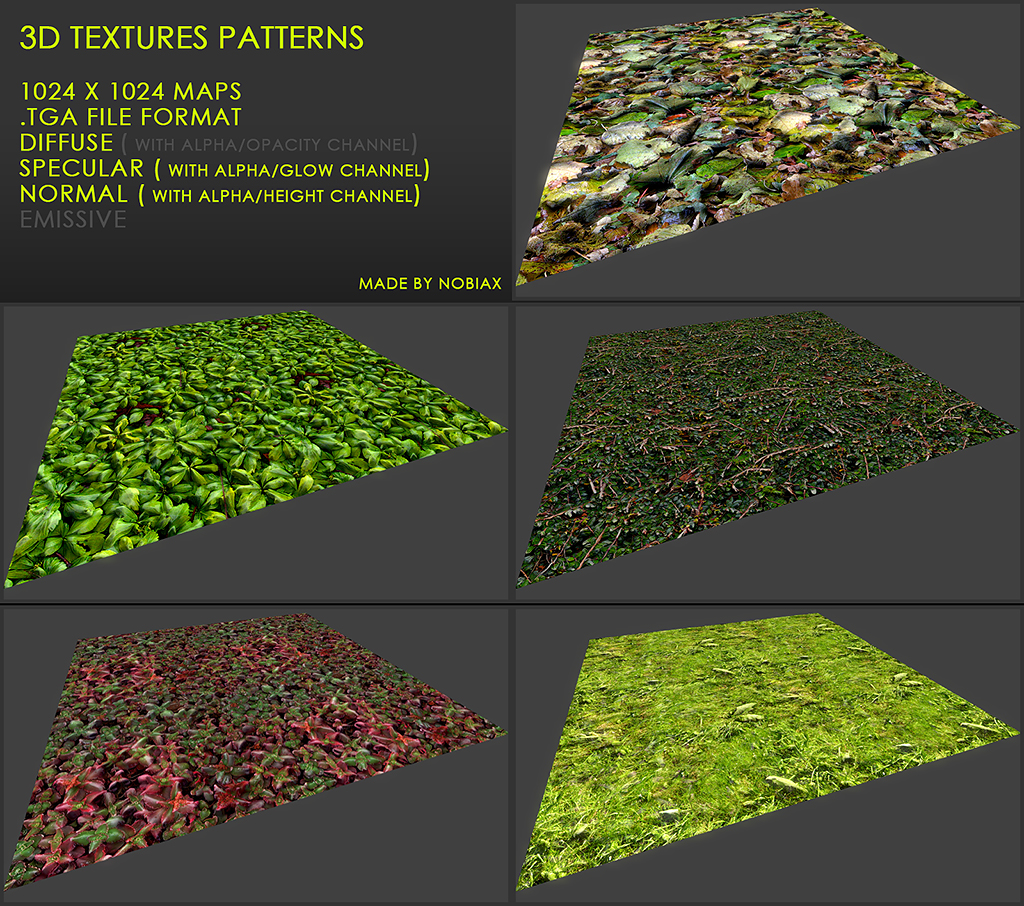 3D TEXTURES PATTERNS
1024 X 1024 MAPS
.TGA FILE FORMAT
DIFFUSE ( WITH ALPHA/OPACITY CHANNEL)
SPECULAR ( WITH ALPHA/GLOW CHANNEL)
NORMAL ( WITH ALPHA/HEIGHT CHANNEL)
EMISSIVE
MADE BY NOBIAX